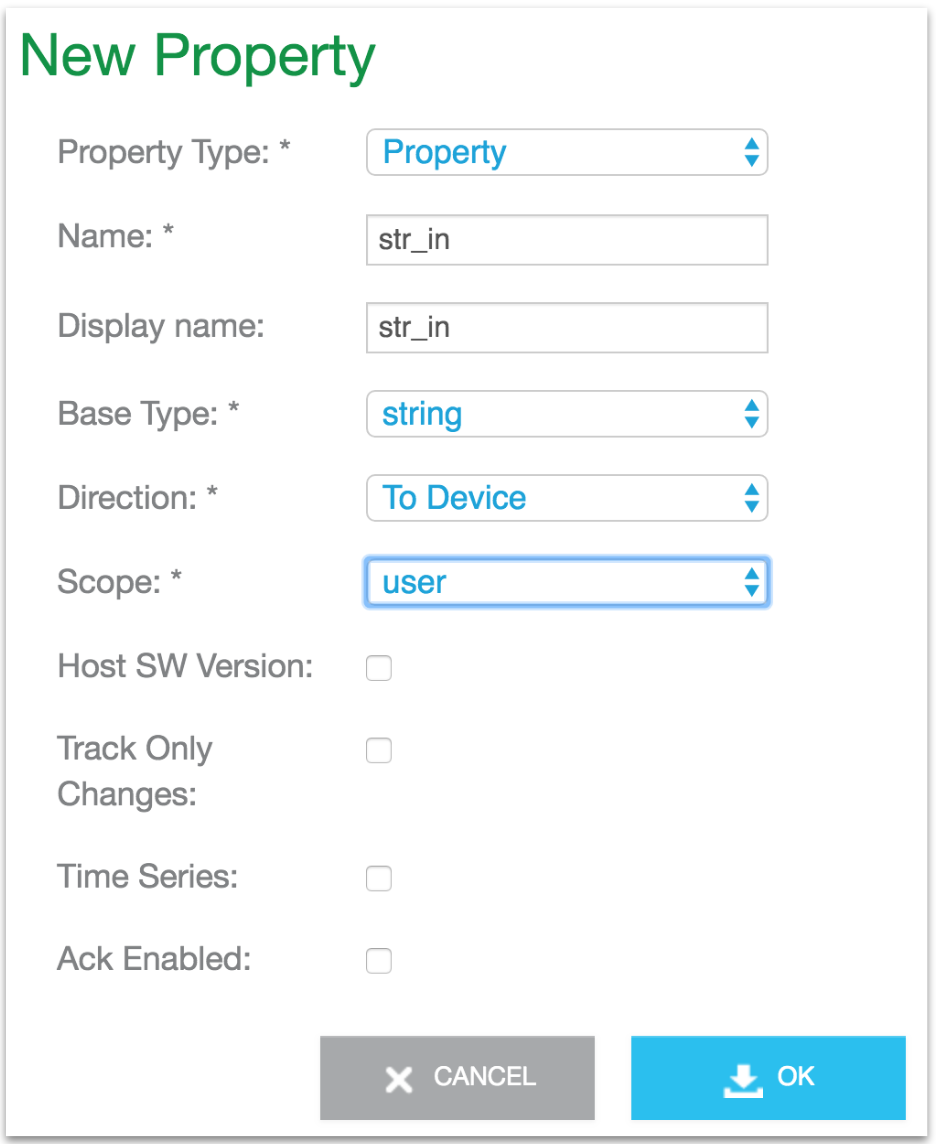 New Property
Property Type: * Property
Name: * str_in
Display name: str_in
Base Type: * string
Direction: * To Device
Scope: * user
Host SW Version:
Track Only
Changes:
Time Series:
Ack Enabled:
CANCEL OK